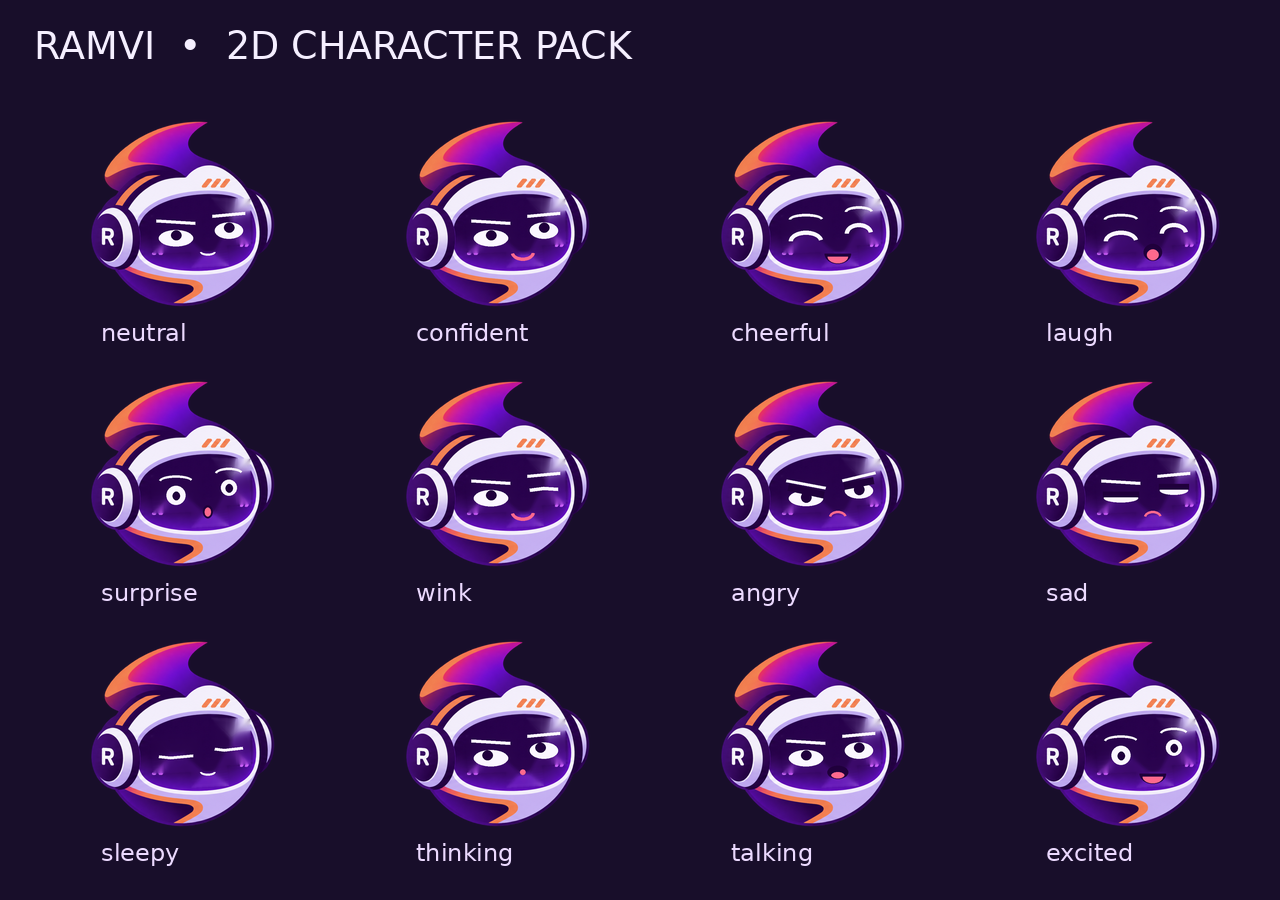 RAMVI • 2D CHARACTER PACK
R R R R
neutral confident cheerful laugh
R R R R
surprise wink angry sad
R R R R
sleepy thinking talking excited